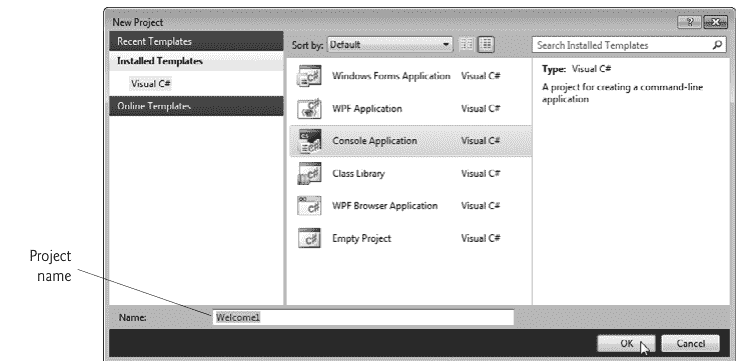 New Project
Recent Templates
Installed Templates
Visual C#
Online Templates
Sort by: Default
Search Installed Templates
Windows Forms Application Visual C#
WPF Application Visual C#
Console Application Visual C#
Class Library Visual C#
WPF Browser Application Visual C#
Empty Project Visual C#
Type: Visual C#
A project for creating a command-line
application
Project
name
Name: Welcome1
OK Cancel